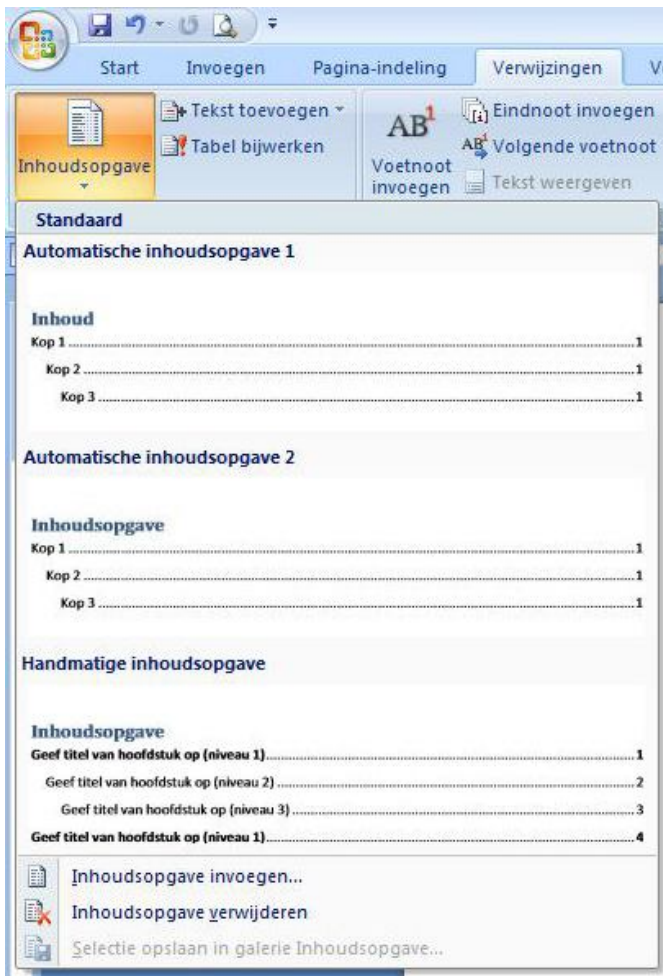 Start Invoegen Pagina-indeling Verwijzingen V
Inhoudsopgave
Tekst toevoegen
Tabel bijwerken
AB1
Voetnoot
invoegen
[i] Eindnoot invoegen
AB1 Volgende voetnoot
Tekst weergeven
Standaard
Automatische inhoudsopgave 1
Inhoud
Kop 1 ........ 1
Kop 2 ........ 1
Kop 3 ........ 1
Automatische inhoudsopgave 2
Inhoudsopgave
Kop 1 ........ 1
Kop 2 ........ 1
Kop 3 ........ 1
Handmatige inhoudsopgave
Inhoudsopgave
Geef titel van hoofdstuk op (niveau 1) ........ 1
Geef titel van hoofdstuk op (niveau 2) ........ 2
Geef titel van hoofdstuk op (niveau 3) ........ 3
Geef titel van hoofdstuk op (niveau 1) ........ 4
Inhoudsopgave invoegen...
Inhoudsopgave verwijderen
Selectie opslaan in galerie Inhoudsopgave...